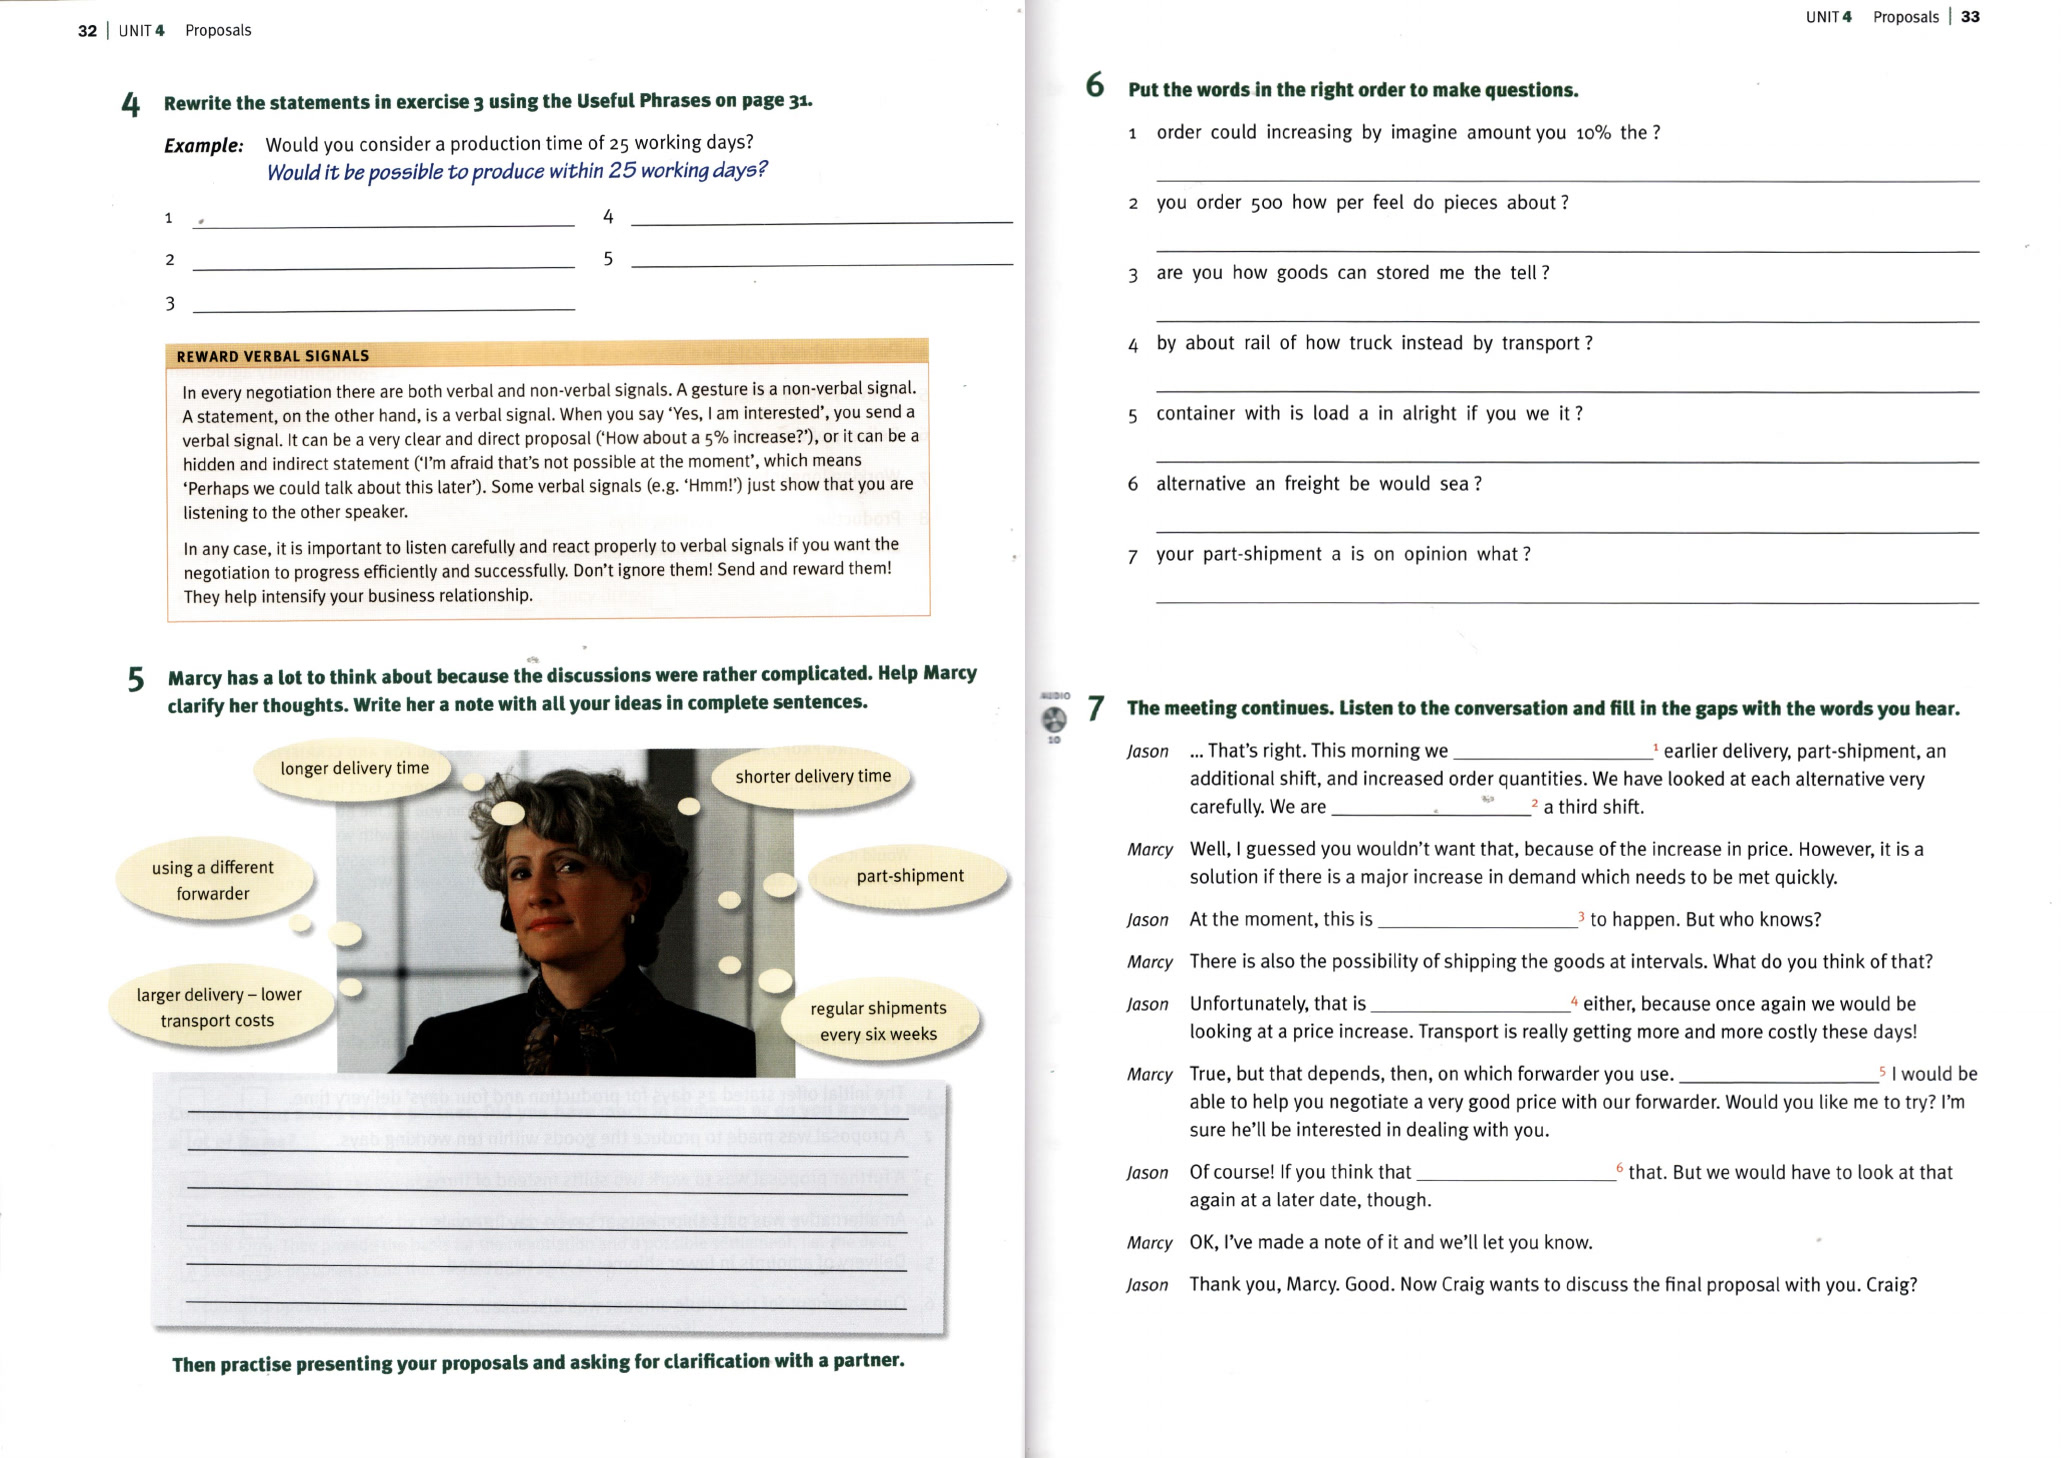 32 | UNIT 4 Proposals
4 Rewrite the statements in exercise 3 using the Useful Phrases on page 31.
Example: Would you consider a production time of 25 working days?
Would it be possible to produce within 25 working days?
1
2
3
4
5
REWARD VERBAL SIGNALS
In every negotiation there are both verbal and non-verbal signals. A gesture is a non-verbal signal.
A statement, on the other hand, is a verbal signal. When you say ‘Yes, I am interested’, you send a
verbal signal. It can be a very clear and direct proposal (‘How about a 5% increase?’), or it can be a
hidden and indirect statement (‘I’m afraid that’s not possible at the moment’, which means
‘Perhaps we could talk about this later’). Some verbal signals (e.g. ‘Hmm!’) just show that you are
listening to the other speaker.
In any case, it is important to listen carefully and react properly to verbal signals if you want the
negotiation to progress efficiently and successfully. Don’t ignore them! Send and reward them!
They help intensify your business relationship.
5 Marcy has a lot to think about because the discussions were rather complicated. Help Marcy
clarify her thoughts. Write her a note with all your ideas in complete sentences.
longer delivery time
shorter delivery time
using a different
forwarder
part-shipment
larger delivery – lower
transport costs
regular shipments
every six weeks
Then practise presenting your proposals and asking for clarification with a partner.
UNIT 4 Proposals | 33
6 Put the words in the right order to make questions.
1 order could increasing by imagine amount you 10% the ?
2 you order 500 how per feel do pieces about ?
3 are you how goods can stored me the tell ?
4 by about rail of how truck instead by transport ?
5 container with is load a in alright if you we it ?
6 alternative an freight be would sea ?
7 your part-shipment a is on opinion what ?
AUDIO
10
7 The meeting continues. Listen to the conversation and fill in the gaps with the words you hear.
Jason ... That’s right. This morning we ____________________ 1 earlier delivery, part-shipment, an
additional shift, and increased order quantities. We have looked at each alternative very
carefully. We are ____________________ 2 a third shift.
Marcy Well, I guessed you wouldn’t want that, because of the increase in price. However, it is a
solution if there is a major increase in demand which needs to be met quickly.
Jason At the moment, this is ____________________ 3 to happen. But who knows?
Marcy There is also the possibility of shipping the goods at intervals. What do you think of that?
Jason Unfortunately, that is ____________________ 4 either, because once again we would be
looking at a price increase. Transport is really getting more and more costly these days!
Marcy True, but that depends, then, on which forwarder you use. ____________________ 5 I would be
able to help you negotiate a very good price with our forwarder. Would you like me to try? I’m
sure he’ll be interested in dealing with you.
Jason Of course! If you think that ____________________ 6 that. But we would have to look at that
again at a later date, though.
Marcy OK, I’ve made a note of it and we’ll let you know.
Jason Thank you, Marcy. Good. Now Craig wants to discuss the final proposal with you. Craig?